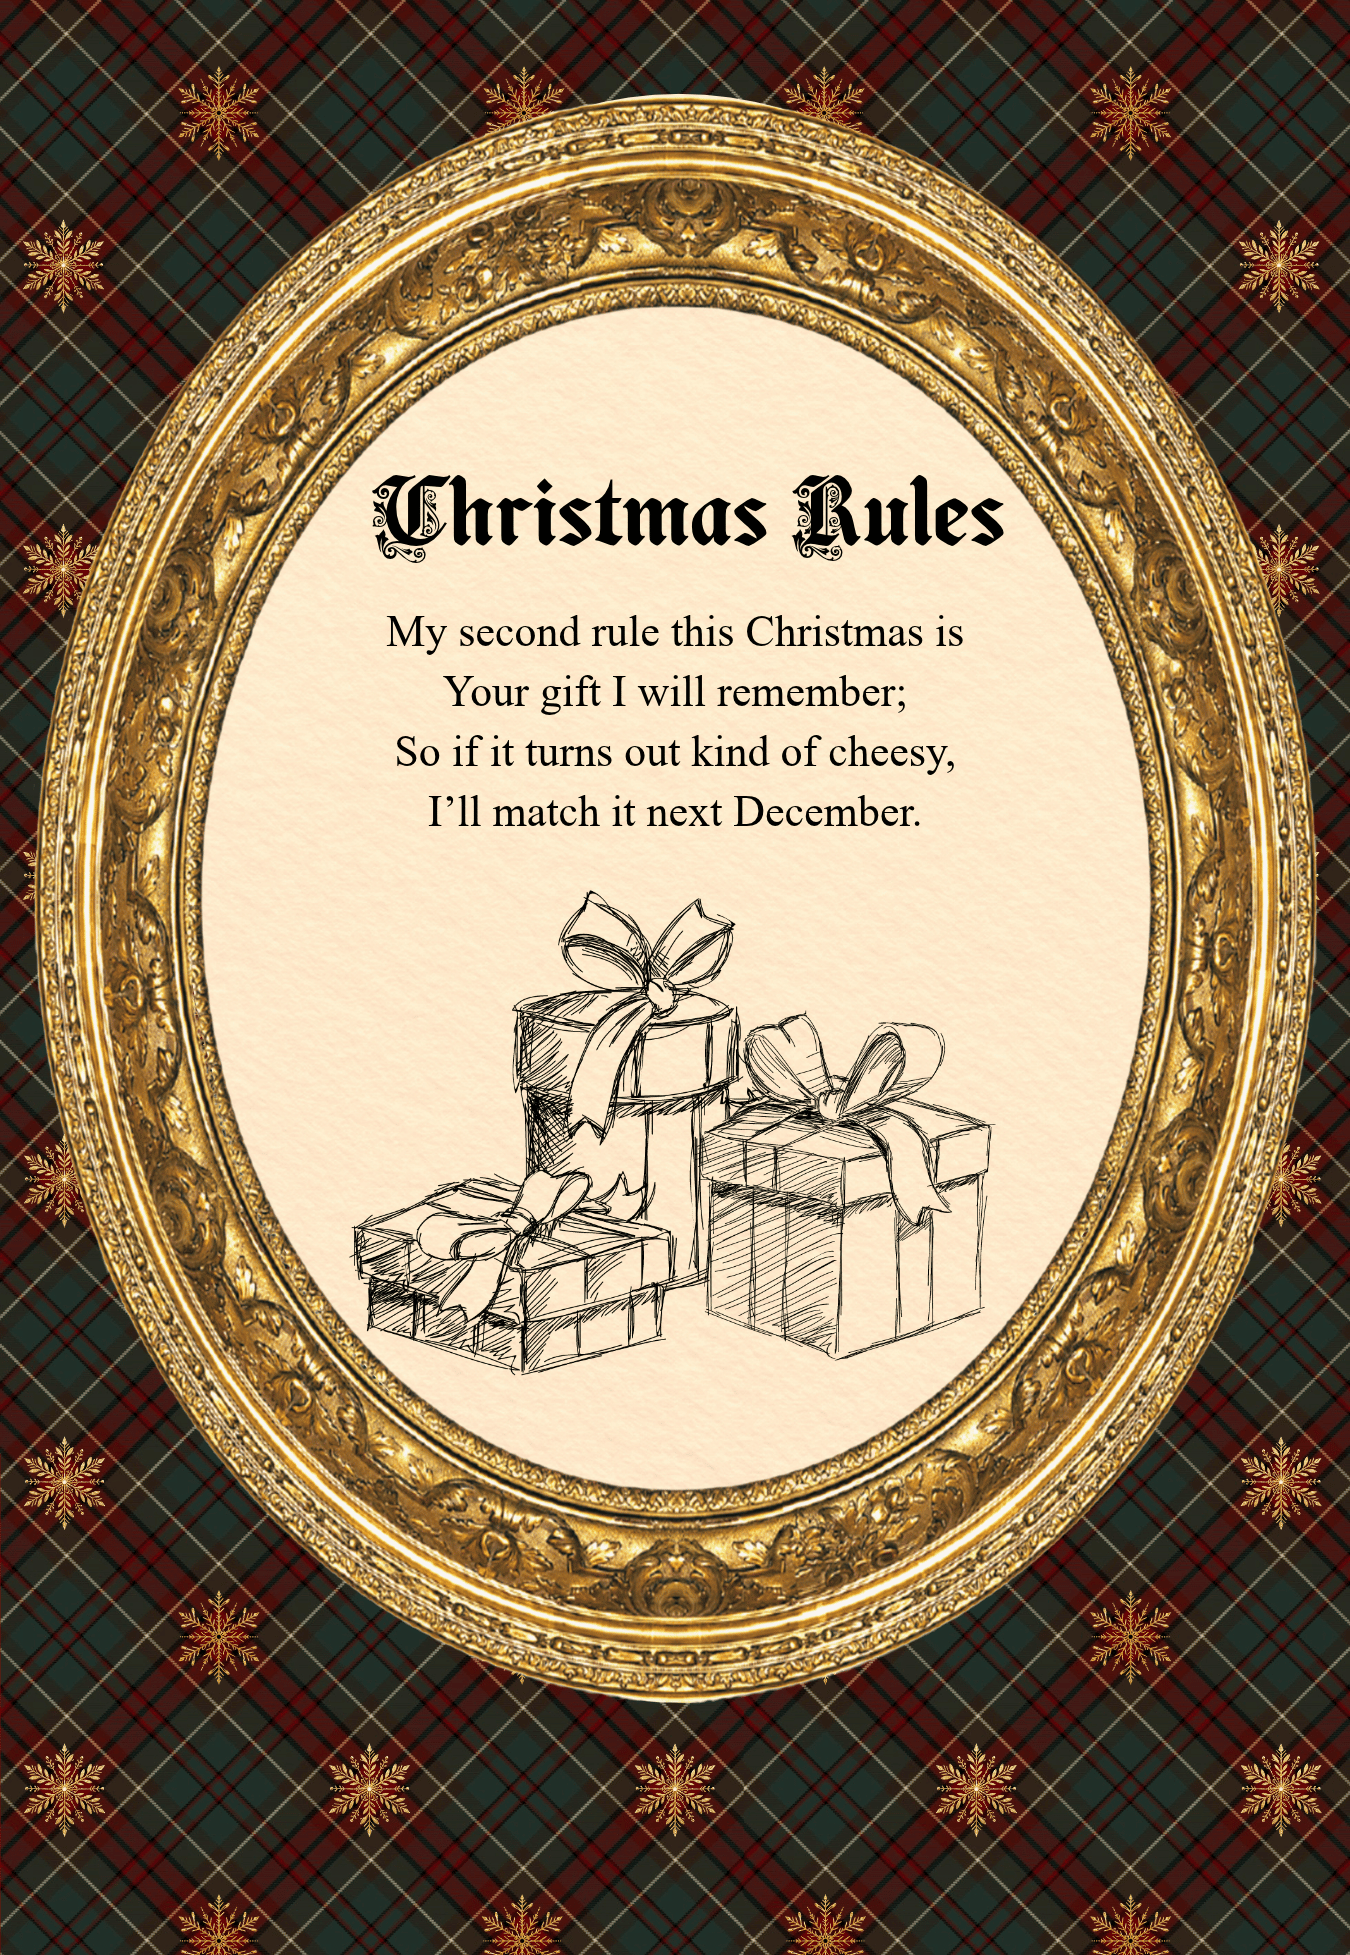 Christmas Rules
My second rule this Christmas is
Your gift I will remember;
So if it turns out kind of cheesy,
I’ll match it next December.